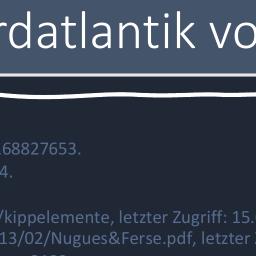 rdatlantik vo
168827653.
4.
/kippelemente, letzter Zugriff: 15.
13/02/Nugues&Ferse.pdf, letzter